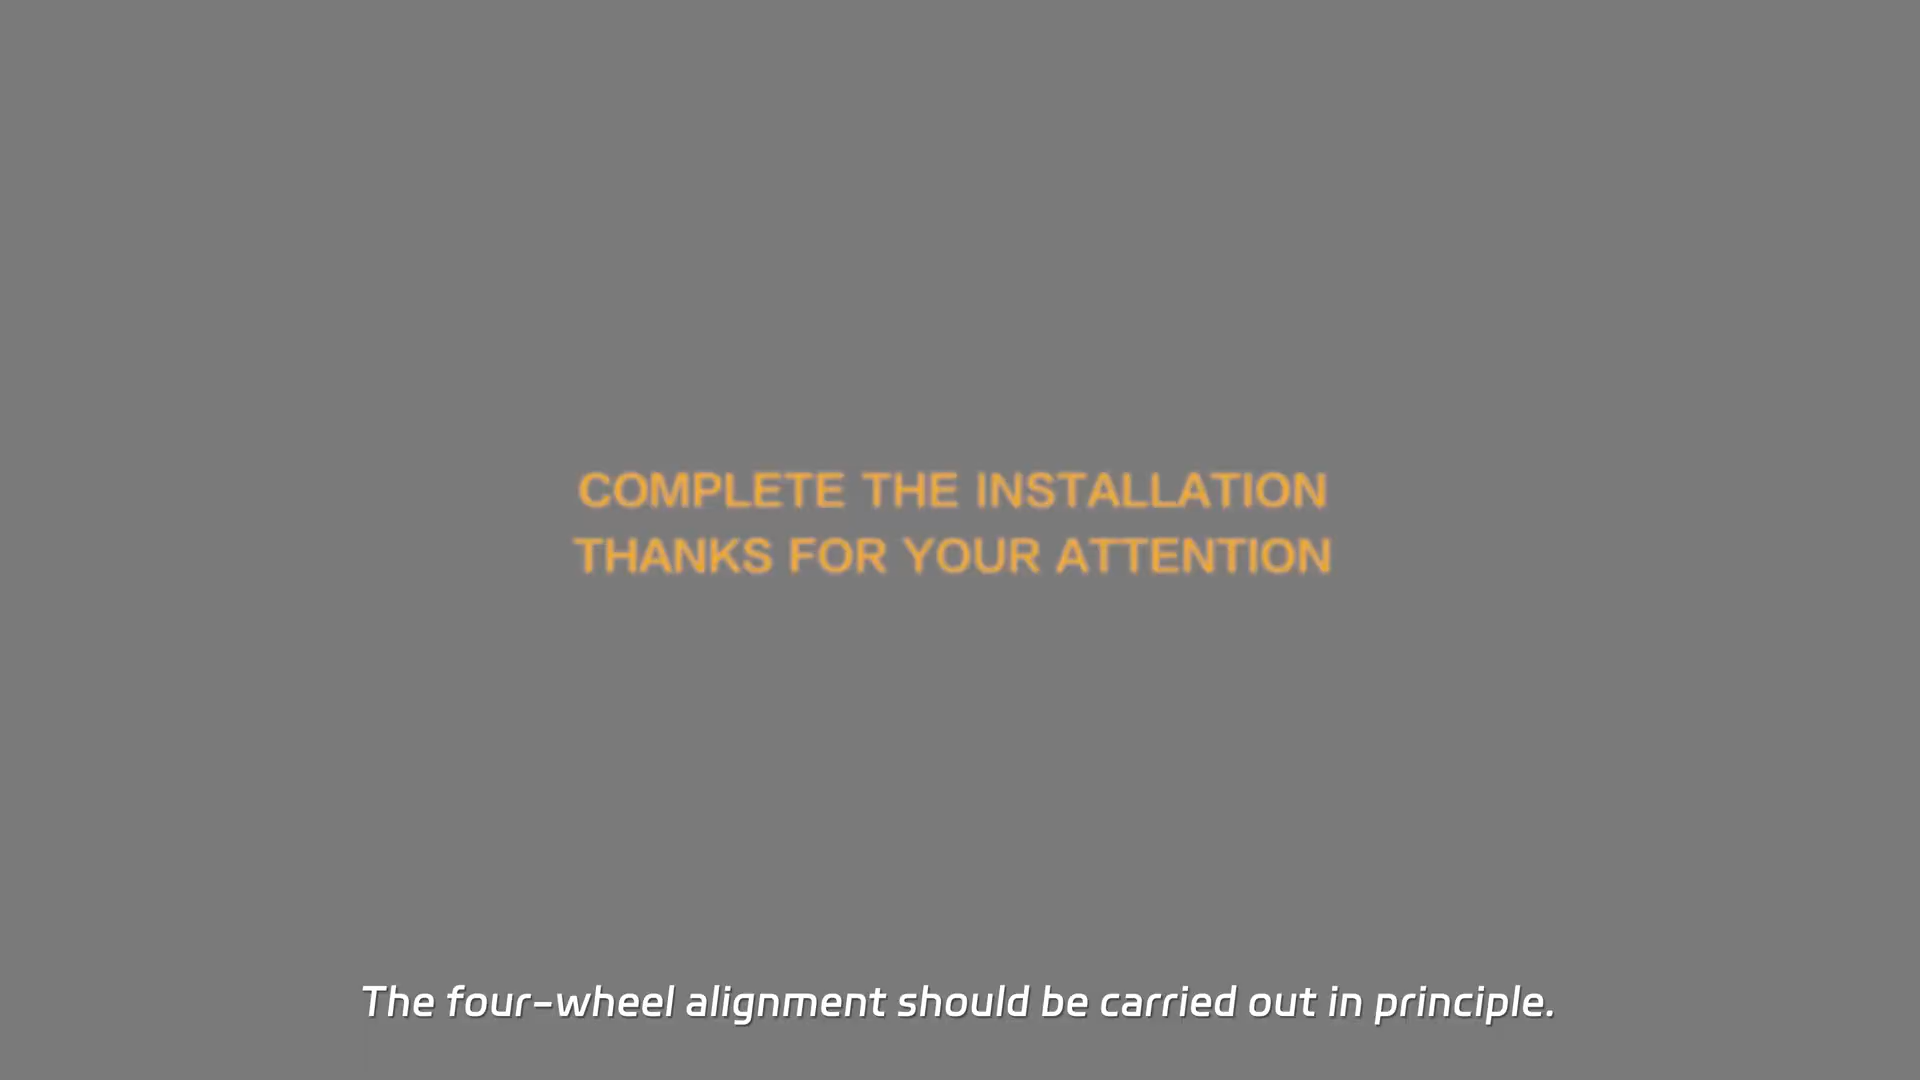 COMPLETE THE INSTALLATION
THANKS FOR YOUR ATTENTION
The four-wheel alignment should be carried out in principle.